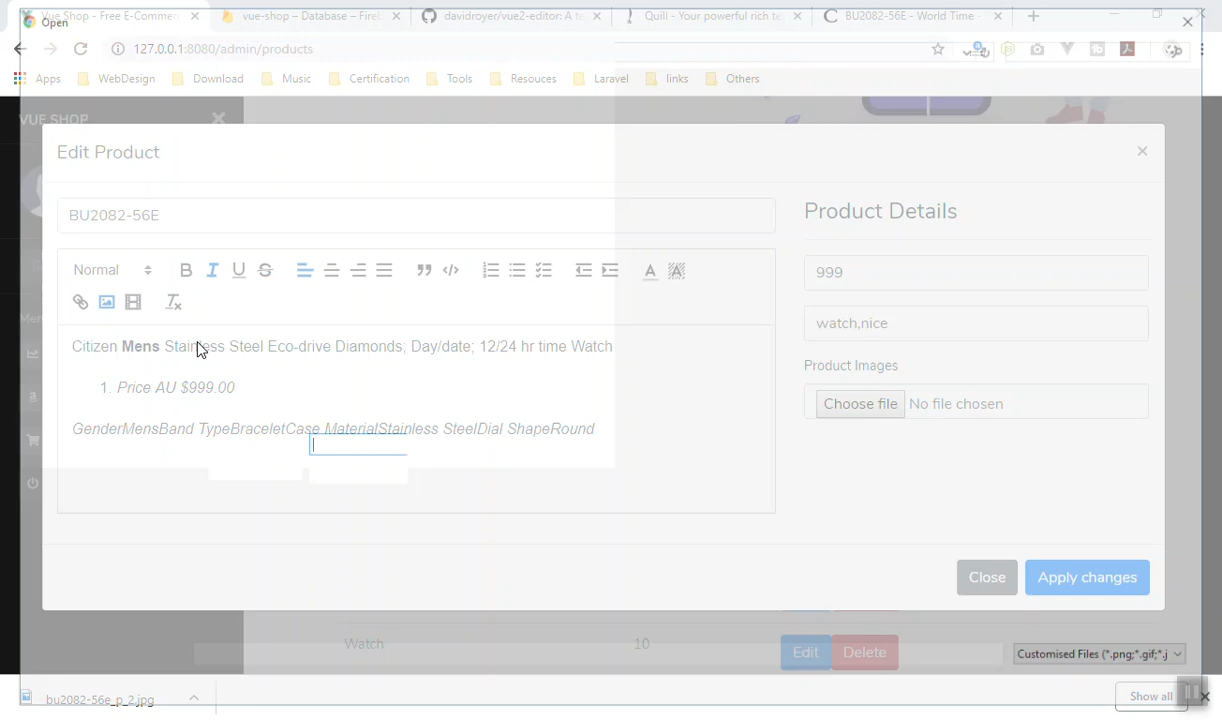 Vue Shop - Free E-Commer
vue-shop – Database – Fireb
davidroyer/vue2-editor: A te
Quill - Your powerful rich te
BU2082-56E - World Time
Open
127.0.0.1:8080/admin/products
Apps
WebDesign
Download
Music
Certification
Tools
Resouces
Laravel
links
Others
VUE SHOP
Edit Product
BU2082-56E
Product Details
Normal
999
watch,nice
Citizen Mens Stainless Steel Eco-drive Diamonds; Day/date; 12/24 hr time Watch
Product Images
1. Price AU $999.00
Choose file No file chosen
GenderMensBand TypeBraceletCase MaterialStainless SteelDial ShapeRound
Close
Apply changes
Watch
10
Edit
Delete
Customised Files (*.png;*.gif;*.j
bu2082-56e_p_2.jpg
Show all